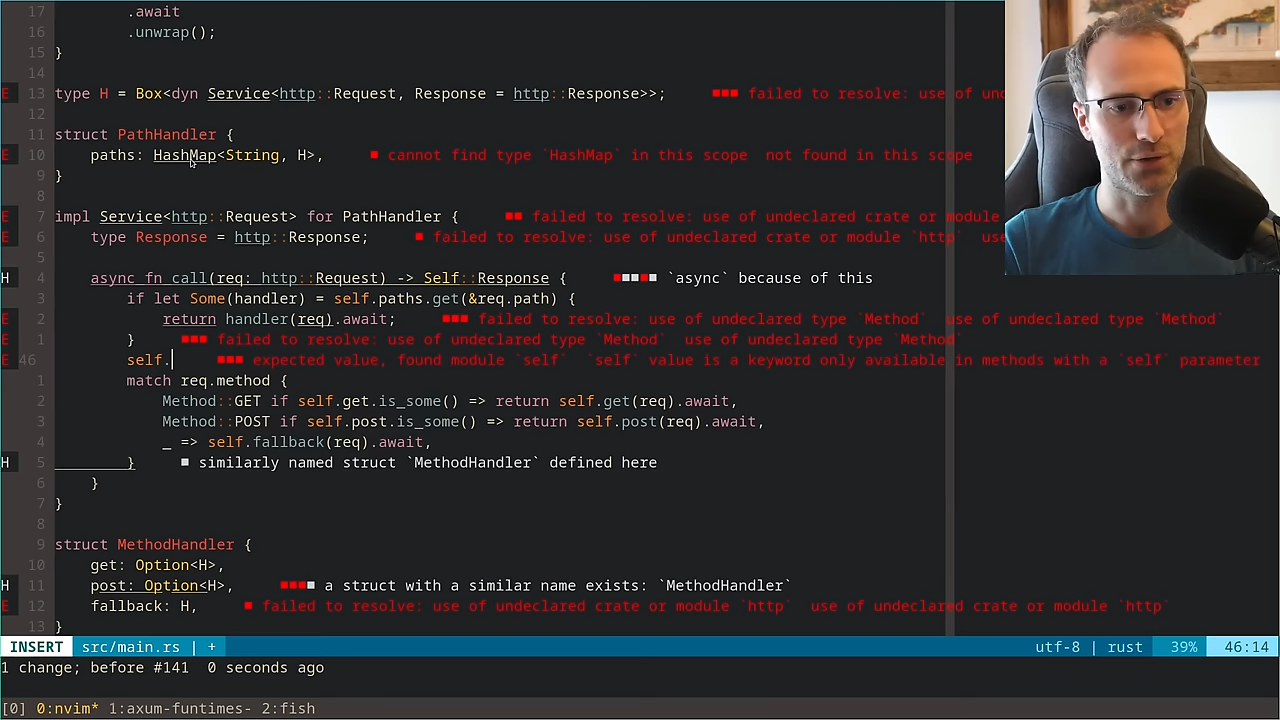 17 .await
16 .unwrap();
15 }
14
E 13 type H = Box<dyn Service<http::Request, Response = http::Response>>; ■■■ failed to resolve: use of
12
11 struct PathHandler {
E 10 paths: HashMap<String, H>, ■ cannot find type `HashMap` in this scope not found in this scope
9 }
8
E 7 impl Service<http::Request> for PathHandler { ■■ failed to resolve: use of undeclared crate or module
E 6 type Response = http::Response; ■ failed to resolve: use of undeclared crate or module `http` use
5
H 4 async fn call(req: http::Request) -> Self::Response { ■■■■ `async` because of this
3 if let Some(handler) = self.paths.get(&req.path) {
E 2 return handler(req).await; ■■■ failed to resolve: use of undeclared type `Method` use of undeclared type `Method`
E 1 } ■■■ failed to resolve: use of undeclared type `Method` use of undeclared type `Method`
E 46 self. ■■■ expected value, found module `self` `self` value is a keyword only available in methods with a `self` parameter
1 match req.method {
2 Method::GET if self.get.is_some() => return self.get(req).await,
3 Method::POST if self.post.is_some() => return self.post(req).await,
4 _ => self.fallback(req).await,
H 5 } ■ similarly named struct `MethodHandler` defined here
6 }
7 }
8
9 struct MethodHandler {
10 get: Option<H>,
H 11 post: Option<H>, ■■■■ a struct with a similar name exists: `MethodHandler`
E 12 fallback: H, ■ failed to resolve: use of undeclared crate or module `http` use of undeclared crate or module `http`
13 }
INSERT src/main.rs | + utf-8 | rust 39% 46:14
1 change; before #141 0 seconds ago
[0] 0:nvim* 1:axum-funtimes- 2:fish